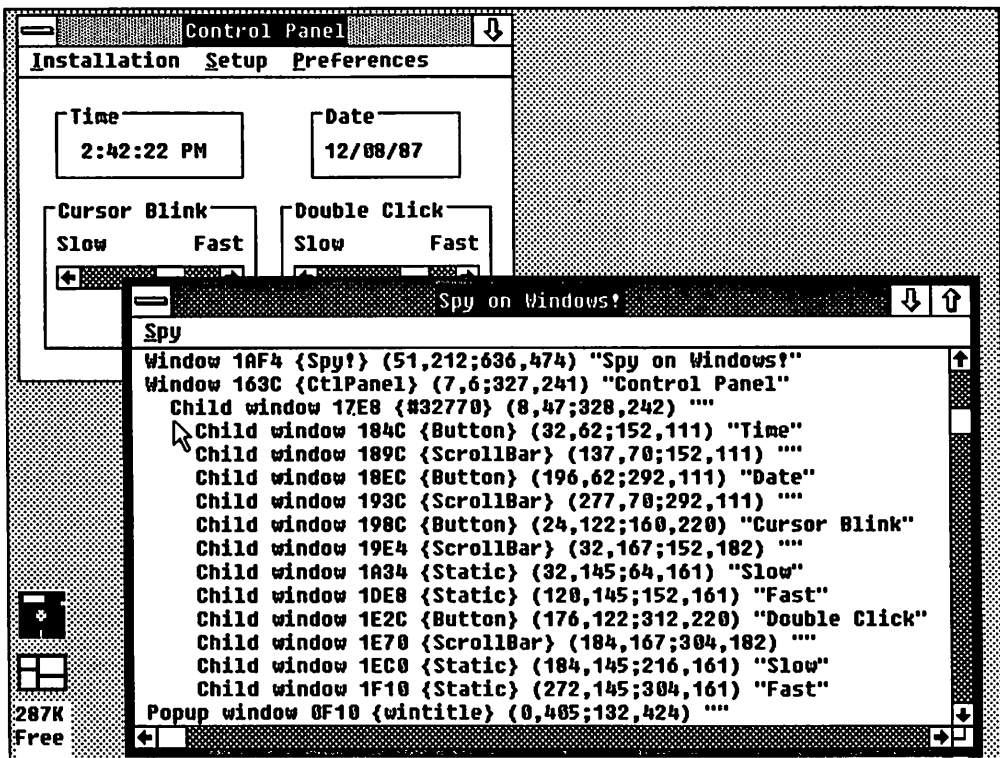 Control Panel
Installation Setup Preferences
Time
2:42:22 PM
Date
12/08/87
Cursor Blink
Slow Fast
Double Click
Slow Fast
Spy on Windows!
Spy
Window 1AF4 {Spy!} (51,212;636,474) "Spy on Windows!"
Window 163C {CtlPanel} (7,6;327,241) "Control Panel"
Child window 17E8 {#32770} (8,47;328,242) ""
Child window 184C {Button} (32,62;152,111) "Time"
Child window 189C {ScrollBar} (137,70;152,111) ""
Child window 18EC {Button} (196,62;292,111) "Date"
Child window 193C {ScrollBar} (277,70;292,111) ""
Child window 198C {Button} (24,122;160,220) "Cursor Blink"
Child window 19E4 {ScrollBar} (32,167;152,182) ""
Child window 1A34 {Static} (32,145;64,161) "Slow"
Child window 1DE8 {Static} (120,145;152,161) "Fast"
Child window 1E2C {Button} (176,122;312,220) "Double Click"
Child window 1E70 {ScrollBar} (184,167;304,182) ""
Child window 1EC0 {Static} (184,145;216,161) "Slow"
Child window 1F10 {Static} (272,145;304,161) "Fast"
Popup window 0F10 {wintitle} (0,405;132,424) ""
287K
Free